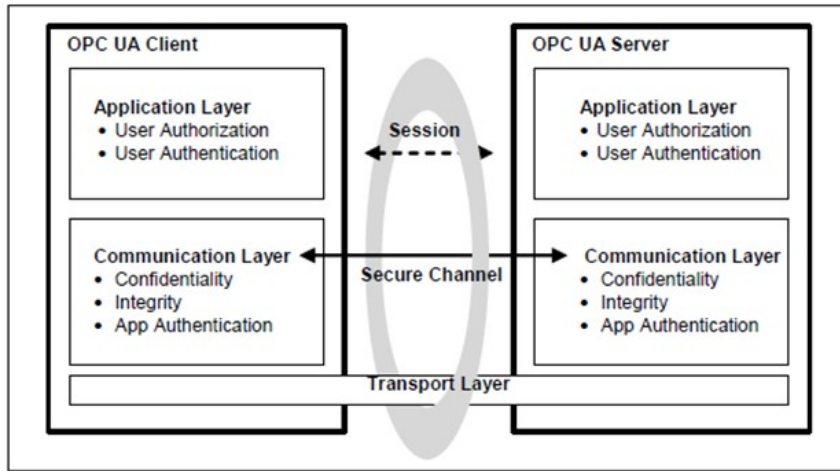 OPC UA Client
Application Layer
• User Authorization
• User Authentication
Communication Layer
• Confidentiality
• Integrity
• App Authentication
Session
Secure Channel
Transport Layer
OPC UA Server
Application Layer
• User Authorization
• User Authentication
Communication Layer
• Confidentiality
• Integrity
• App Authentication